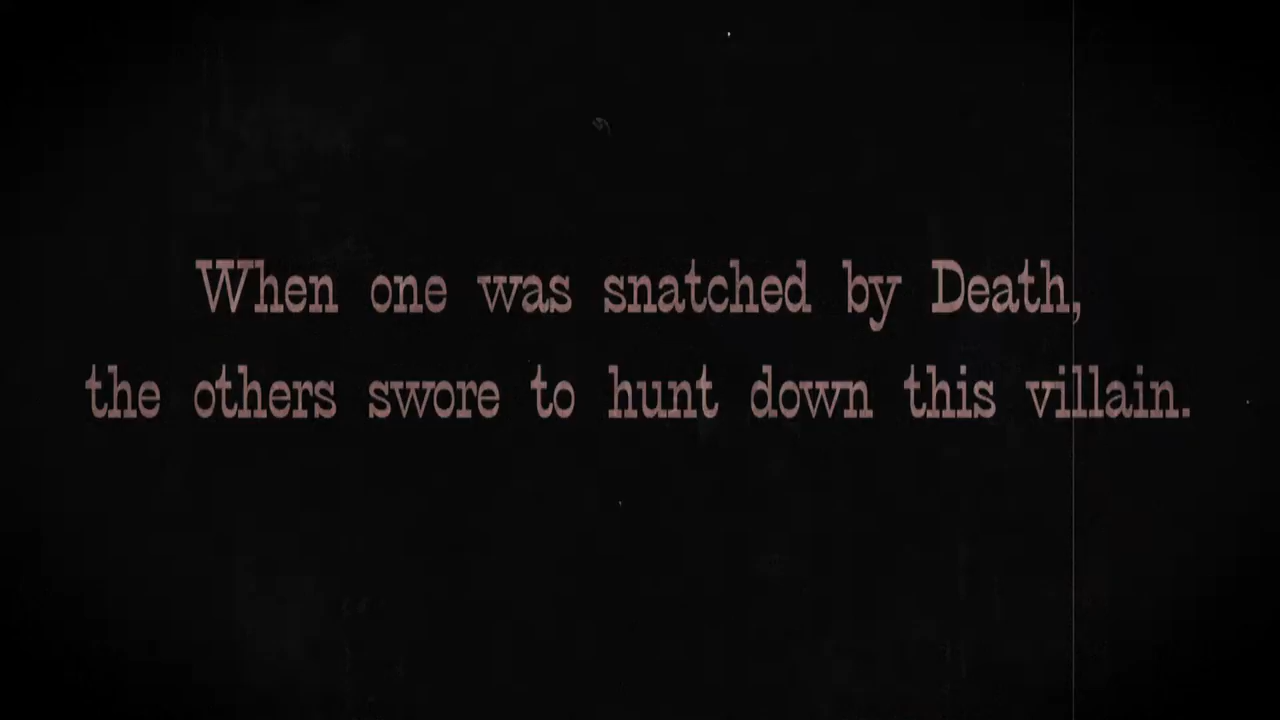 When one was snatched by Death,
the others swore to hunt down this villain.